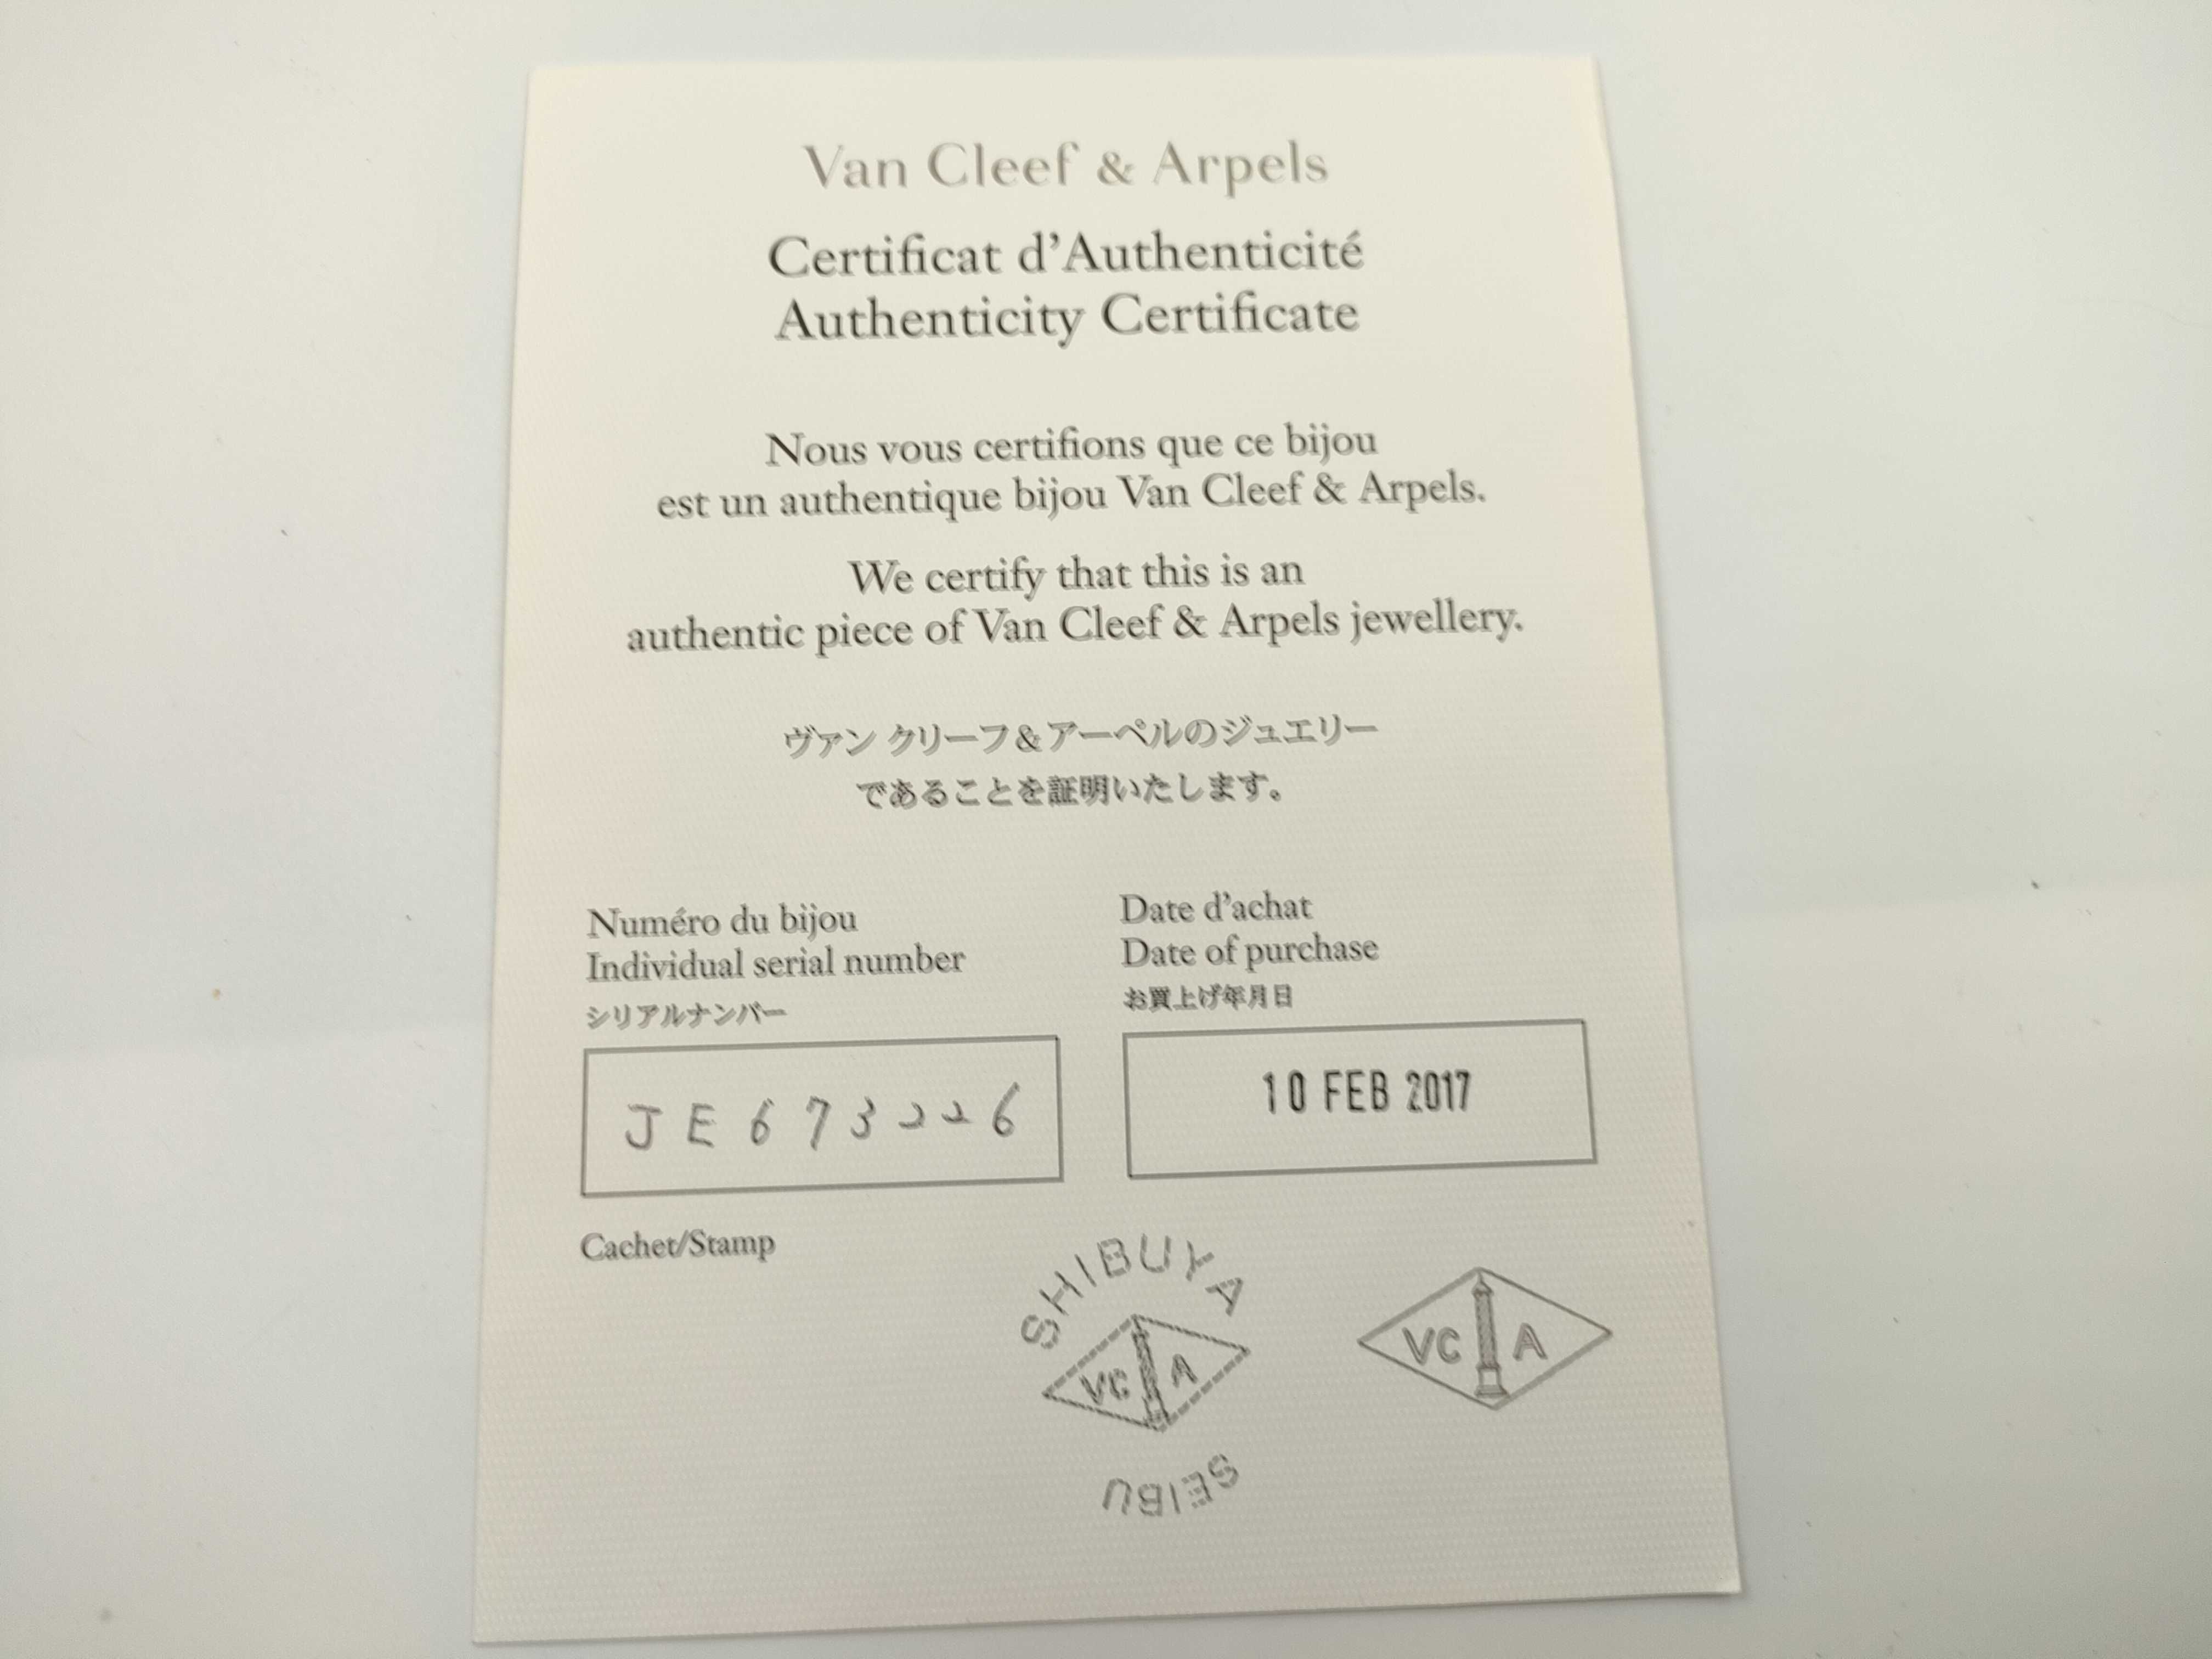 Van Cleef & Arpels
Certificat d'Authenticité
Authenticity Certificate
Nous vous certifions que ce bijou
est un authentique bijou Van Cleef & Arpels.
We certify that this is an
authentic piece of Van Cleef & Arpels jewellery.
ヴァン クリーフ&アーペルのジュエリー
であることを証明いたします。
Numéro du bijou
Individual serial number
シリアルナンバー
JE673226
Date d'achat
Date of purchase
お買上げ年月日
10 FEB 2017
Cachet/Stamp
SHIBUYA
VC A
SEIBU
VC A